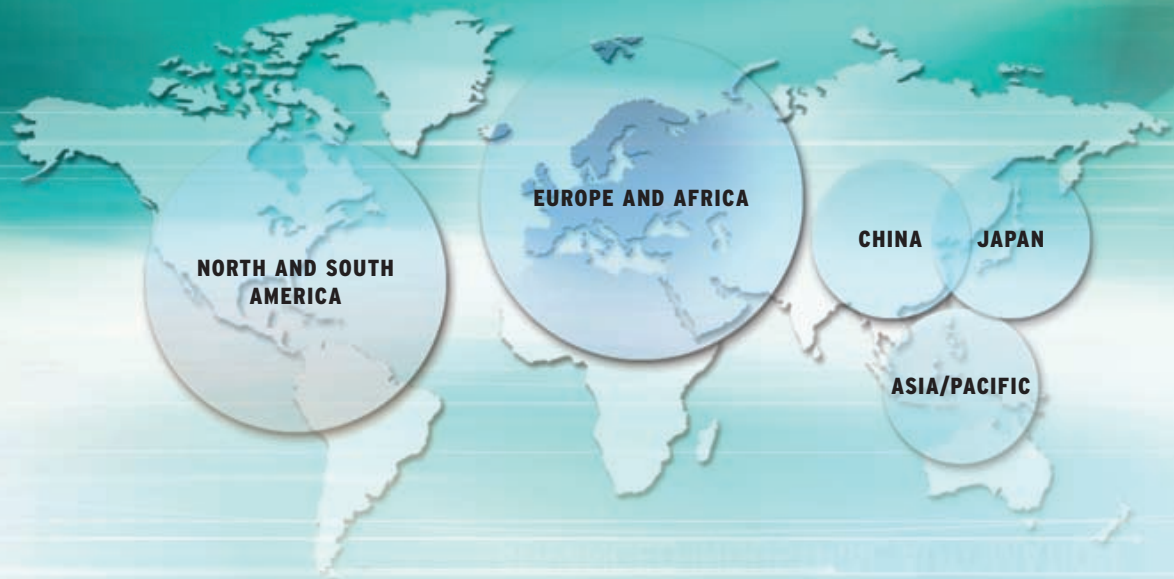 EUROPE AND AFRICA
CHINA
JAPAN
NORTH AND SOUTH
AMERICA
ASIA/PACIFIC